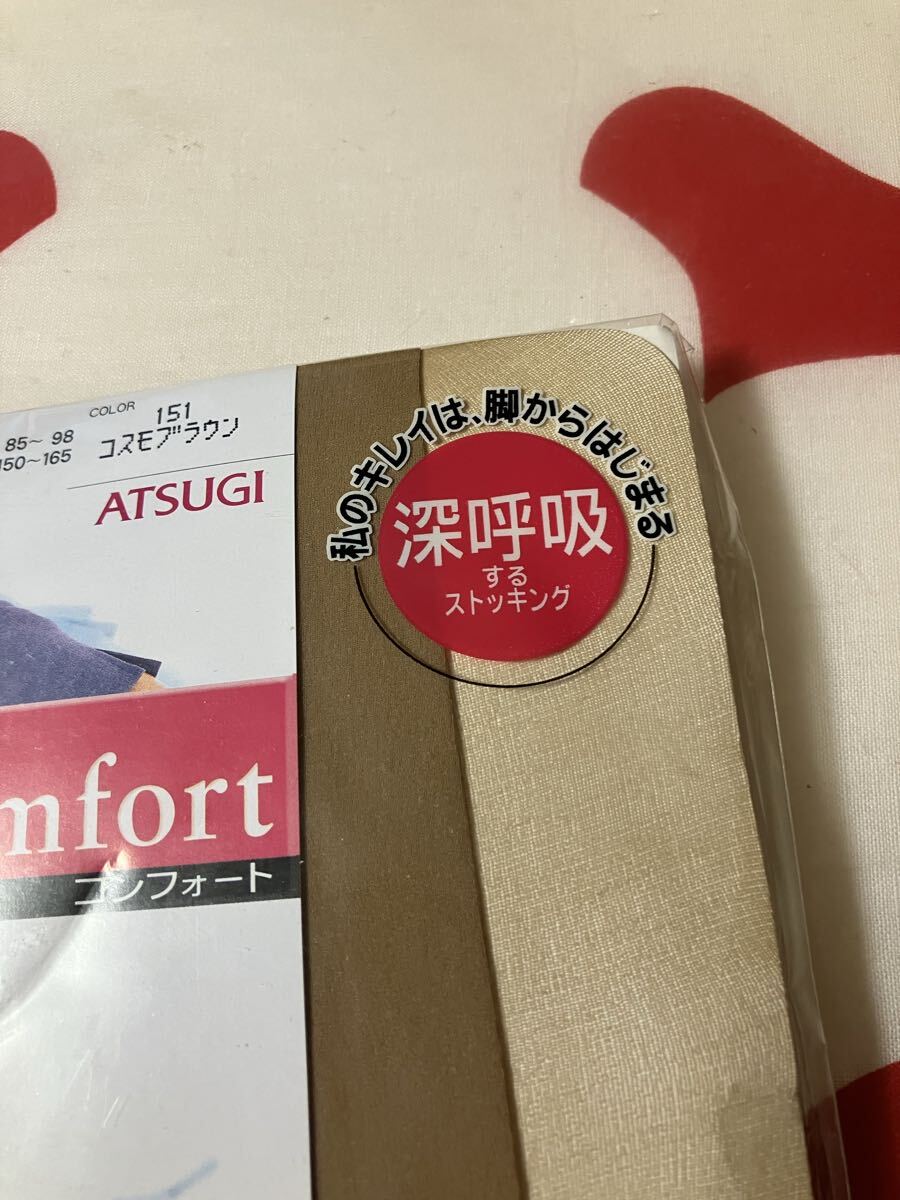 COLOR 151
85～98 コスモブラウン
150～165
ATSUGI
私のキレイは、脚からはじまる
深呼吸
する
ストッキング
mfort
コンフォート